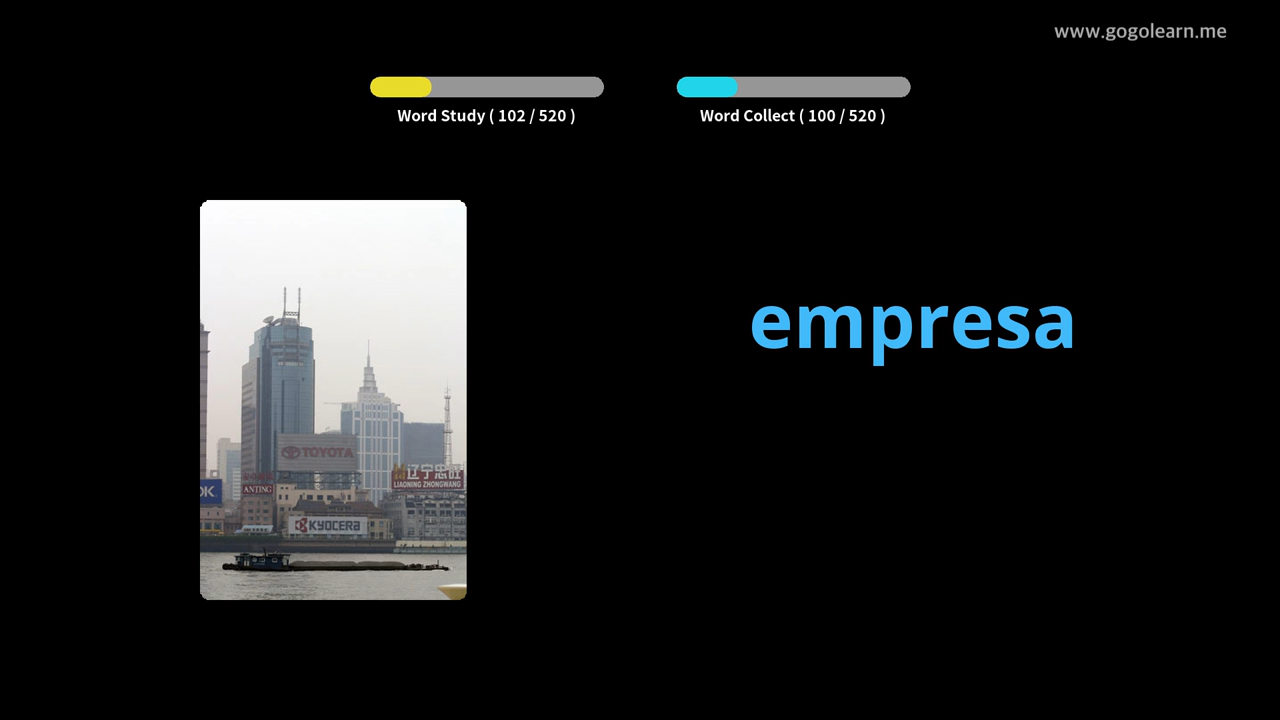 www.gogolearn.me
Word Study ( 102 / 520 )
Word Collect ( 100 / 520 )
empresa
TOYOTA
辽宁忠旺
LIAONING ZHONGWANG
OK
ANTING
KYOCERA